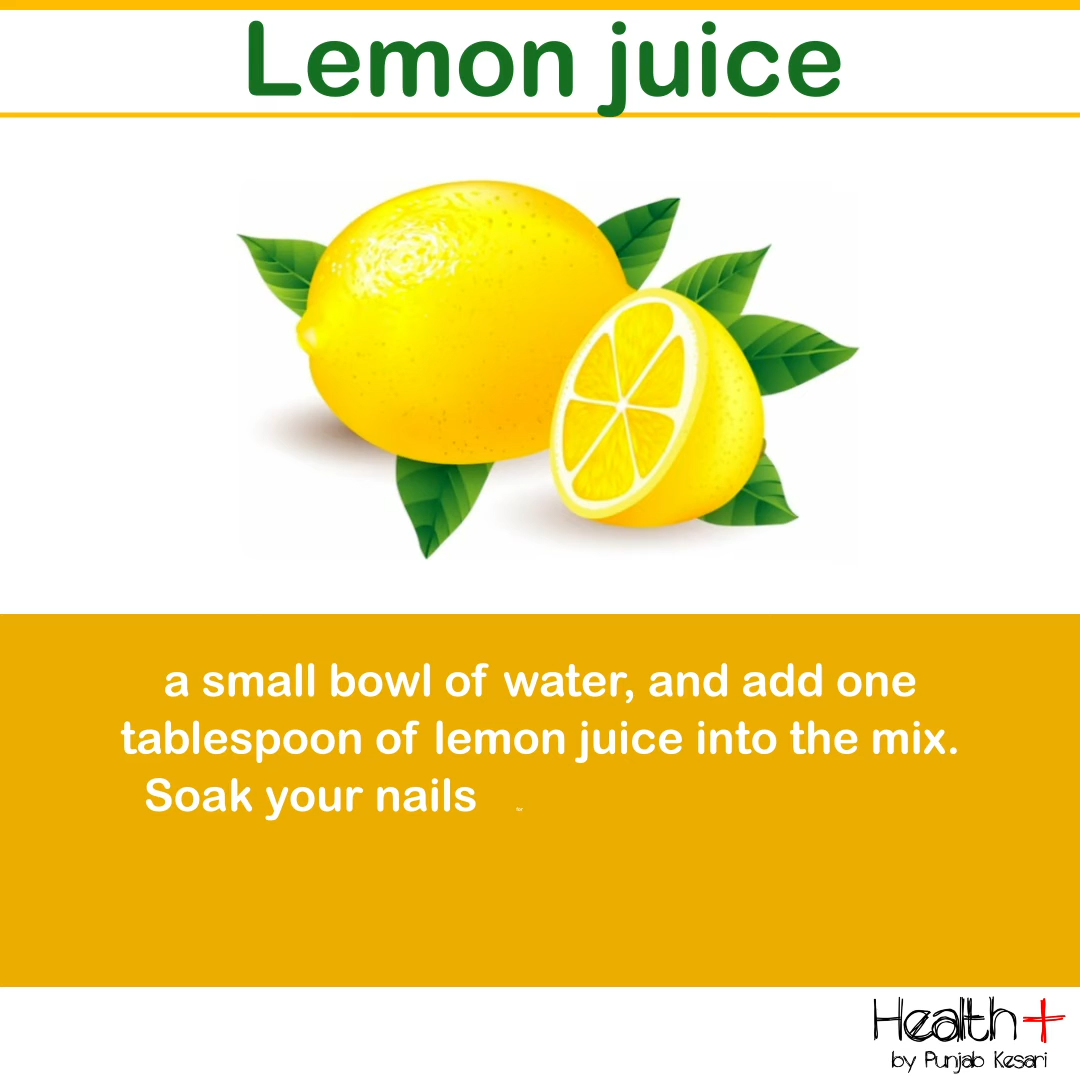 Lemon juice
a small bowl of water, and add one
tablespoon of lemon juice into the mix.
Soak your nails
Health+
by Punjab Kesari